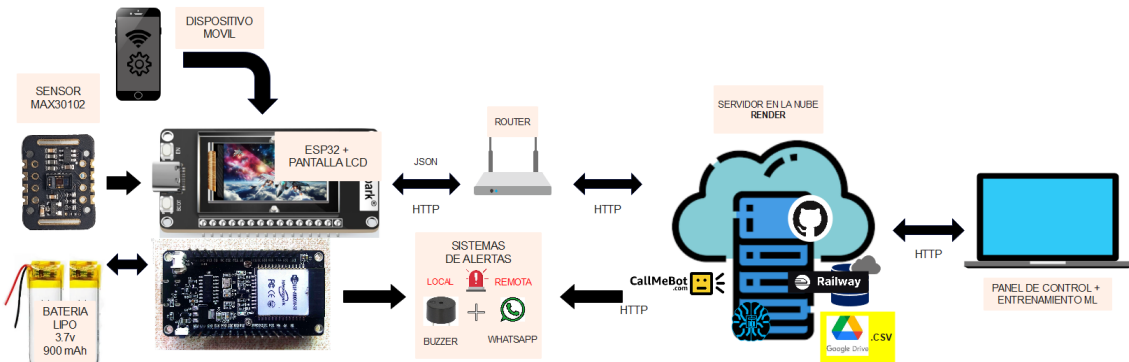 DISPOSITIVO
MOVIL
SENSOR
MAX30102
ESP32 +
PANTALLA LCD
JSON
HTTP
ROUTER
HTTP
SERVIDOR EN LA NUBE
RENDER
HTTP
PANEL DE CONTROL +
ENTRENAMIENTO ML
BATERIA
LIPO
3.7v
900 mAh
SISTEMAS
DE ALERTAS
LOCAL
REMOTA
BUZZER
WHATSAPP
HTTP
CallMeBot
.com
Railway
Google Drive
.CSV